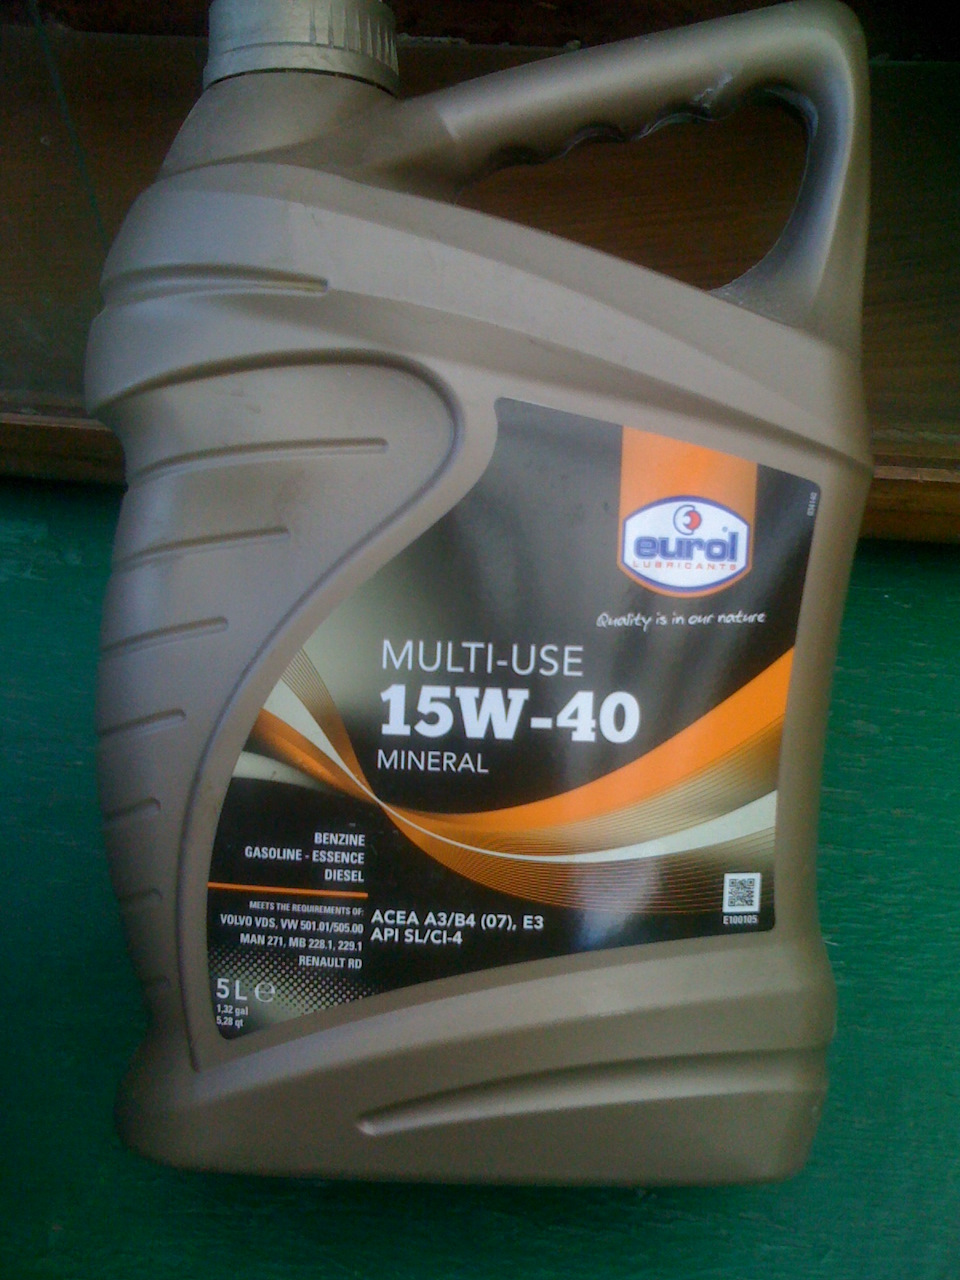 eurol
LUBRICANTS
Quality is in our nature
MULTI-USE
15W-40
MINERAL
BENZINE
GASOLINE - ESSENCE
DIESEL
MEETS THE REQUIREMENTS OF:
VOLVO VDS, VW 501.01/505.00
MAN 271, MB 228.1, 229.1
RENAULT RD
ACEA A3/B4 (07), E3
API SL/CI-4
E100105
5L e
1,32 gal
5,28 qt